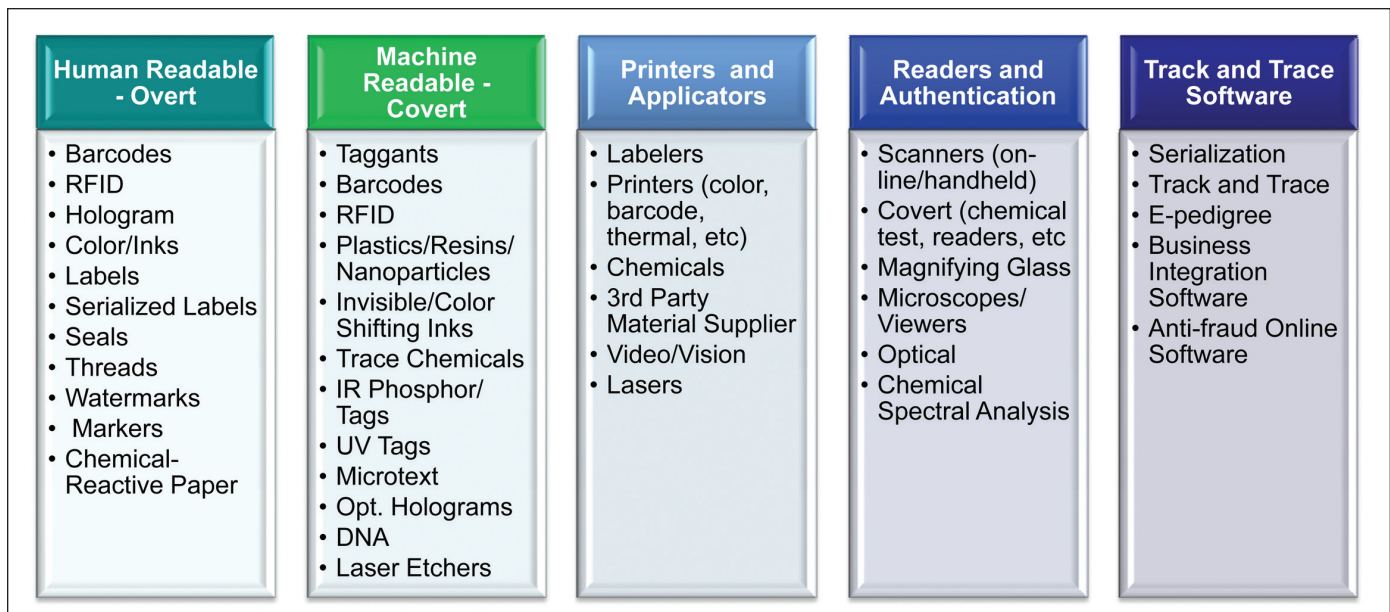 Human Readable
- Overt
• Barcodes
• RFID
• Hologram
• Color/Inks
• Labels
• Serialized Labels
• Seals
• Threads
• Watermarks
• Markers
• Chemical-
Reactive Paper
Machine
Readable -
Covert
• Taggants
• Barcodes
• RFID
• Plastics/Resins/
Nanoparticles
• Invisible/Color
Shifting Inks
• Trace Chemicals
• IR Phosphor/
Tags
• UV Tags
• Microtext
• Opt. Holograms
• DNA
• Laser Etchers
Printers and
Applicators
• Labelers
• Printers (color,
barcode,
thermal, etc)
• Chemicals
• 3rd Party
Material Supplier
• Video/Vision
• Lasers
Readers and
Authentication
• Scanners (on-
line/handheld)
• Covert (chemical
test, readers, etc
• Magnifying Glass
• Microscopes/
Viewers
• Optical
• Chemical
Spectral Analysis
Track and Trace
Software
• Serialization
• Track and Trace
• E-pedigree
• Business
Integration
Software
• Anti-fraud Online
Software